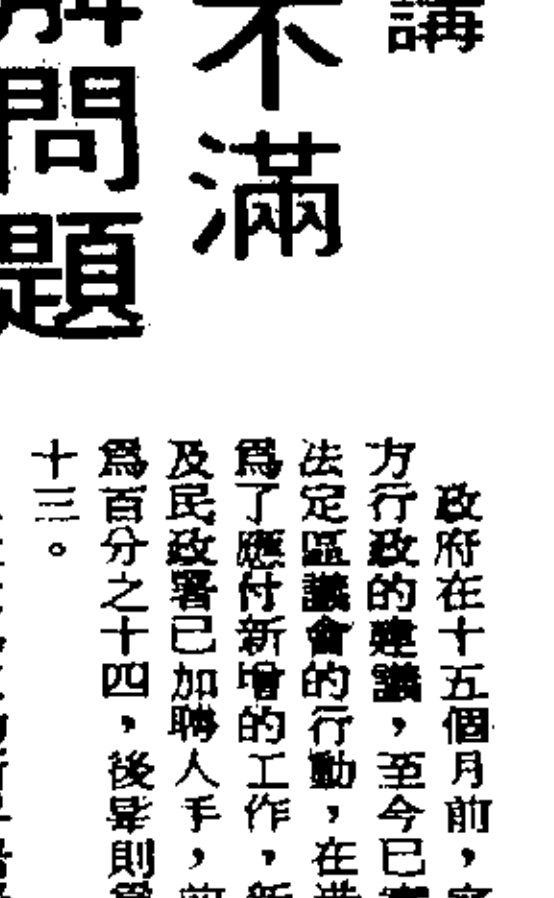 講
不滿
解問題
政府在十五個月前，
方行政的建議，至今已
法定區議會的行動，在
爲了應付新增的工作，新
及民政署已加聘人手，前
爲百分之十四，後者則爲
十三。